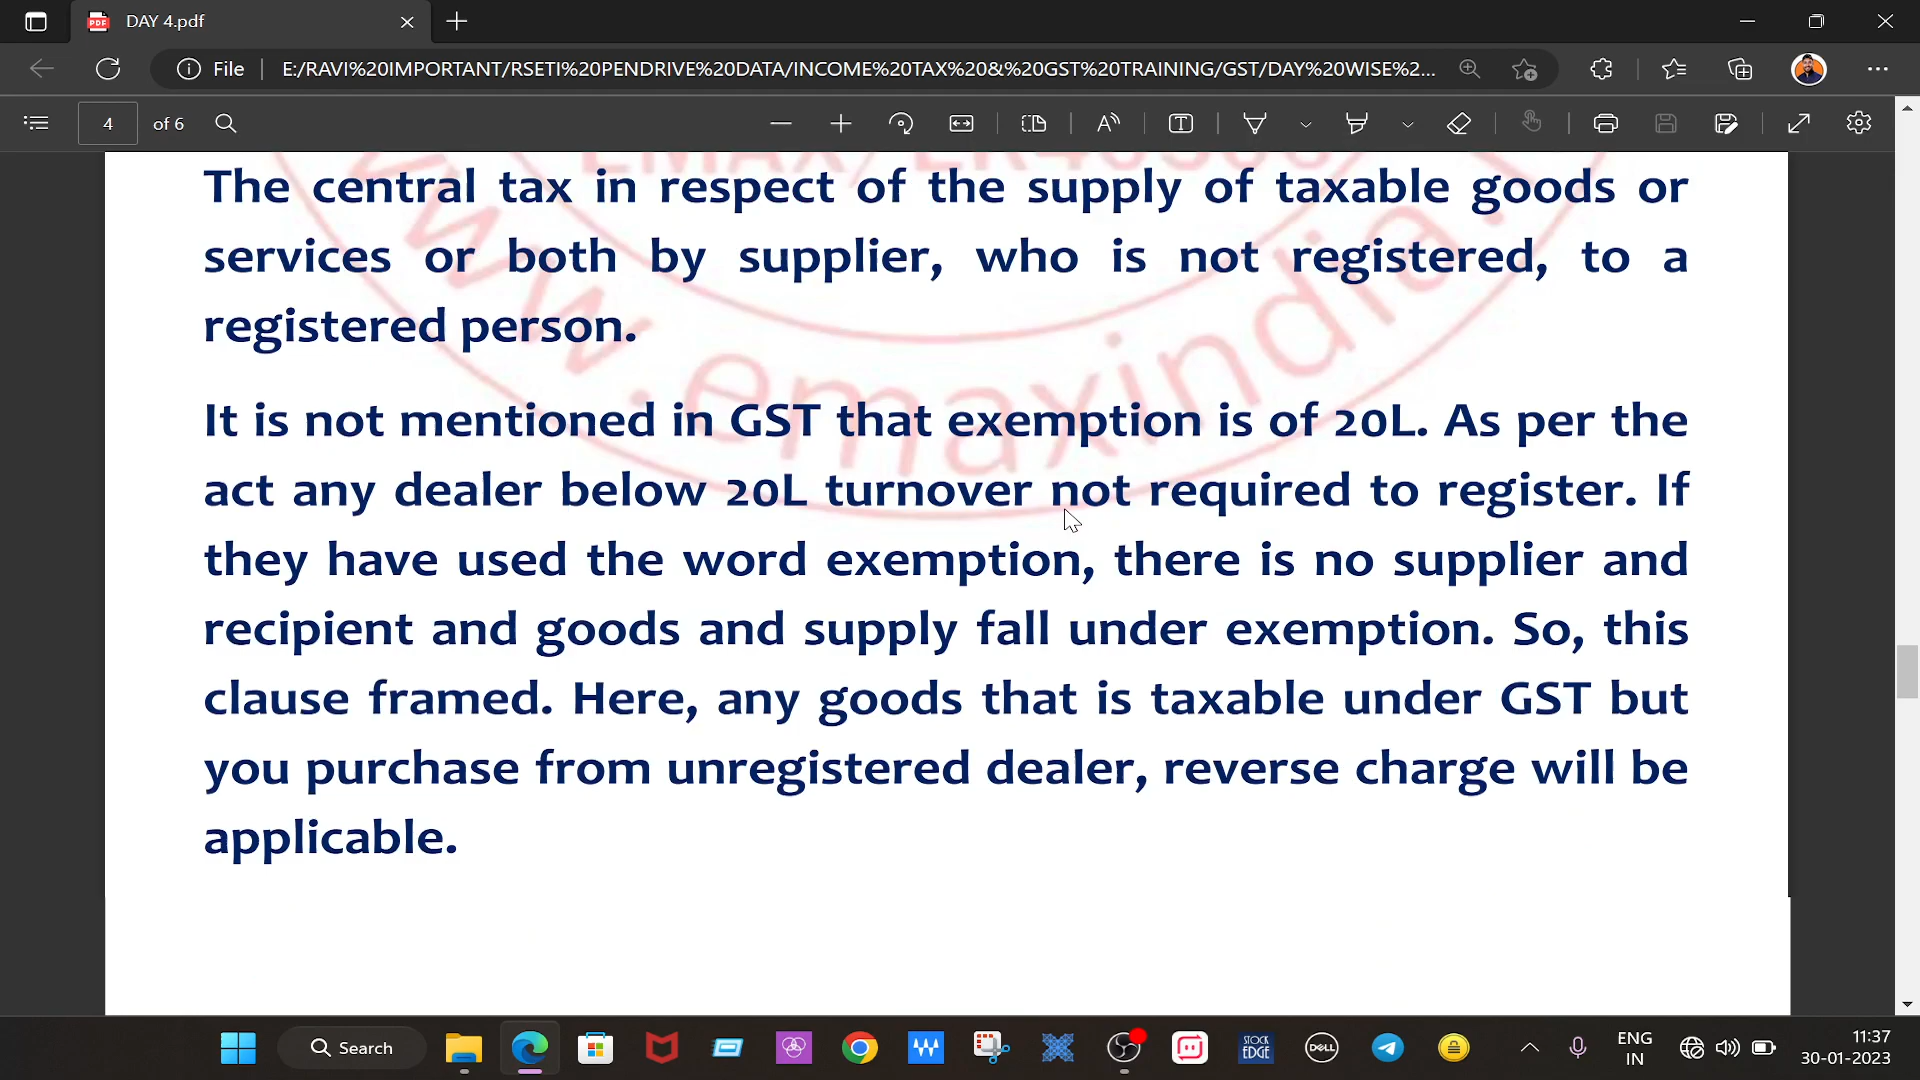 DAY 4.pdf
File
E:/RAVI%20IMPORTANT/RSETI%20PENDRIVE%20DATA/INCOME%20TAX%20&%20GST%20TRAINING/GST/DAY%20WISE%2...
4 of 6
The central tax in respect of the supply of taxable goods or
services or both by supplier, who is not registered, to a
registered person.
It is not mentioned in GST that exemption is of 20L. As per the
act any dealer below 20L turnover not required to register. If
they have used the word exemption, there is no supplier and
recipient and goods and supply fall under exemption. So, this
clause framed. Here, any goods that is taxable under GST but
you purchase from unregistered dealer, reverse charge will be
applicable.
www.emaxindia.
Search
STOCK
EDGE
DELL
ENG
IN
11:37
30-01-2023